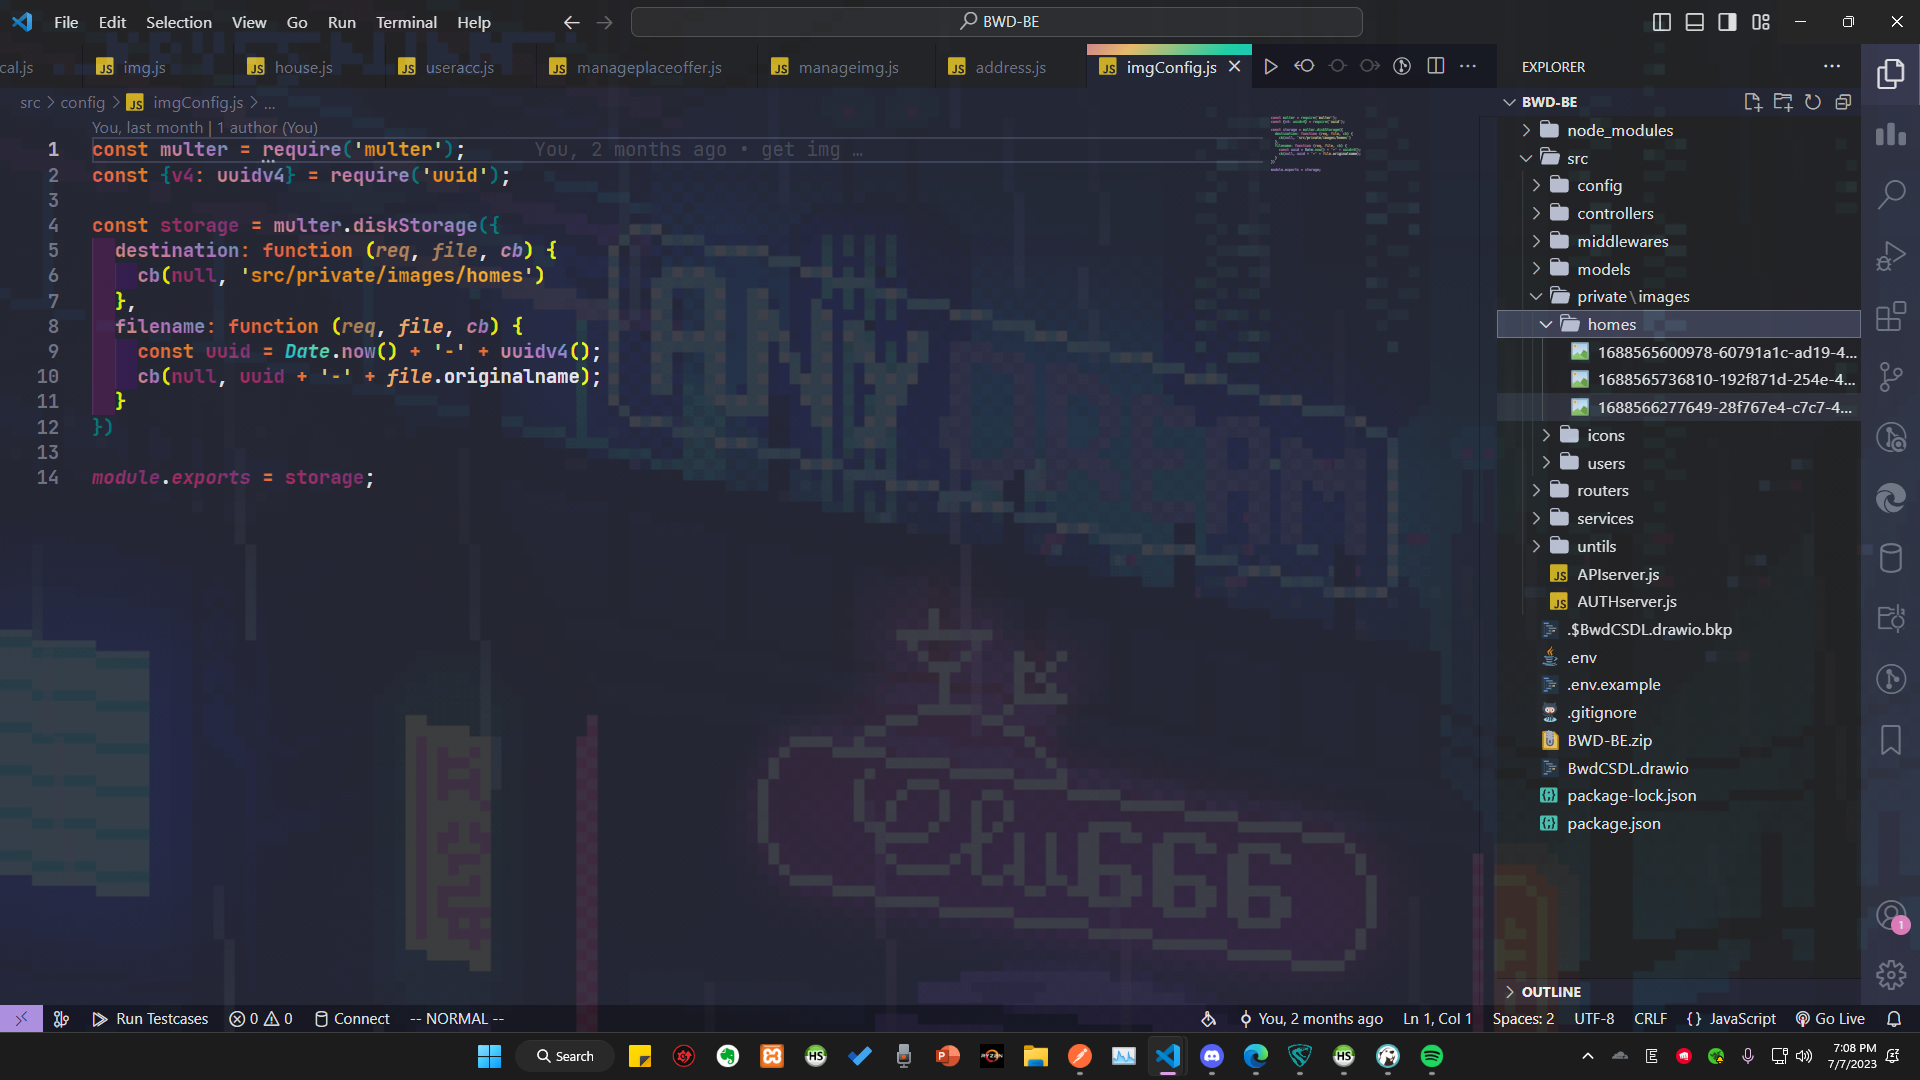 File Edit Selection View Go Run Terminal Help
BWD-BE
cal.js
img.js
house.js
useracc.js
manageplaceoffer.js
manageimg.js
address.js
imgConfig.js
src > config > imgConfig.js > ...
You, last month | 1 author (You)
1 const multer = require('multer'); You, 2 months ago • get img …
2 const {v4: uuidv4} = require('uuid');
3
4 const storage = multer.diskStorage({
5 destination: function (req, file, cb) {
6 cb(null, 'src/private/images/homes')
7 },
8 filename: function (req, file, cb) {
9 const uuid = Date.now() + '-' + uuidv4();
10 cb(null, uuid + '-' + file.originalname);
11 }
12 })
13
14 module.exports = storage;
EXPLORER
BWD-BE
node_modules
src
config
controllers
middlewares
models
private\images
homes
1688565600978-60791a1c-ad19-4...
1688565736810-192f871d-254e-4...
1688566277649-28f767e4-c7c7-4...
icons
users
routers
services
untils
APIserver.js
AUTHserver.js
.$BwdCSDL.drawio.bkp
.env
.env.example
.gitignore
BWD-BE.zip
BwdCSDL.drawio
package-lock.json
package.json
OUTLINE
1
Run Testcases 0 0 Connect -- NORMAL --
You, 2 months ago Ln 1, Col 1 Spaces: 2 UTF-8 CRLF {} JavaScript Go Live
Search
7:08 PM
7/7/2023